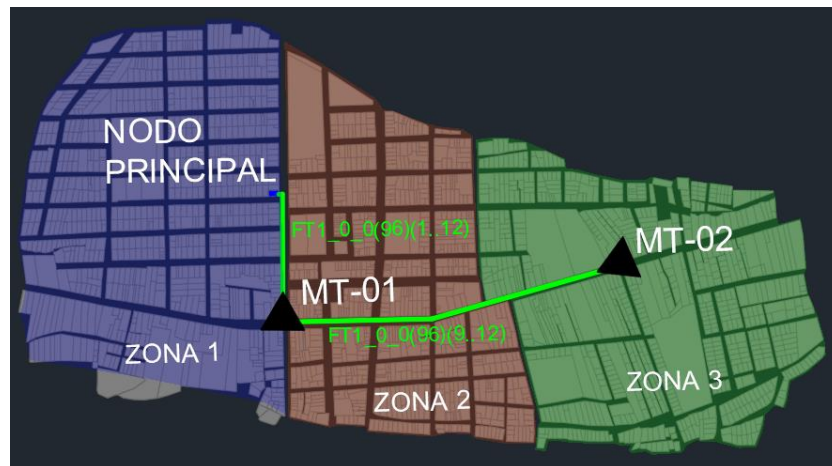 NODO
PRINCIPAL
FT1_0_0(96)(1..12)
MT-02
MT-01
FT1_0_0(96)(9..12)
ZONA 1
ZONA 2
ZONA 3